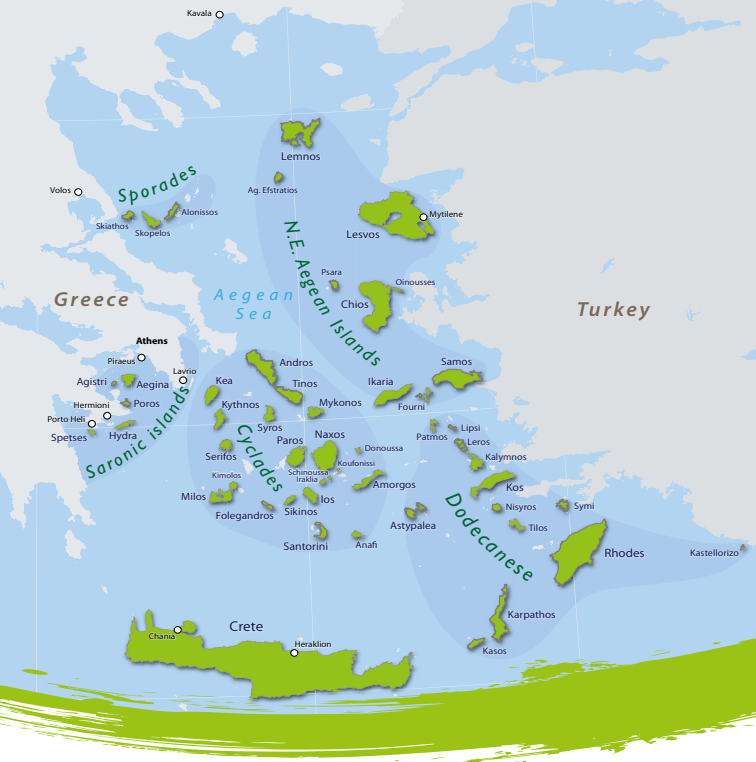 Kavala
Lemnos
Sporades
Volos
Ag. Efstratios
Alonissos
Skiathos
Skopelos
Mytilene
Lesvos
N.E. Aegean Islands
Psara
Oinousses
Chios
Greece
Aegean
Sea
Turkey
Athens
Piraeus
Lavrio
Agistri
Aegina
Poros
Hermioni
Porto Heli
Spetses
Hydra
Saronic islands
Andros
Kea
Tinos
Kythnos
Mykonos
Syros
Samos
Ikaria
Fourni
Cyclades
Paros
Naxos
Serifos
Donoussa
Koufonissi
Schinoussa
Iraklia
Kimolos
Amorgos
Milos
Ios
Sikinos
Folegandros
Santorini
Anafi
Patmos
Lipsi
Leros
Kalymnos
Kos
Nisyros
Symi
Astypalea
Tilos
Dodecanese
Rhodes
Kastellorizo
Karpathos
Kasos
Crete
Chania
Heraklion